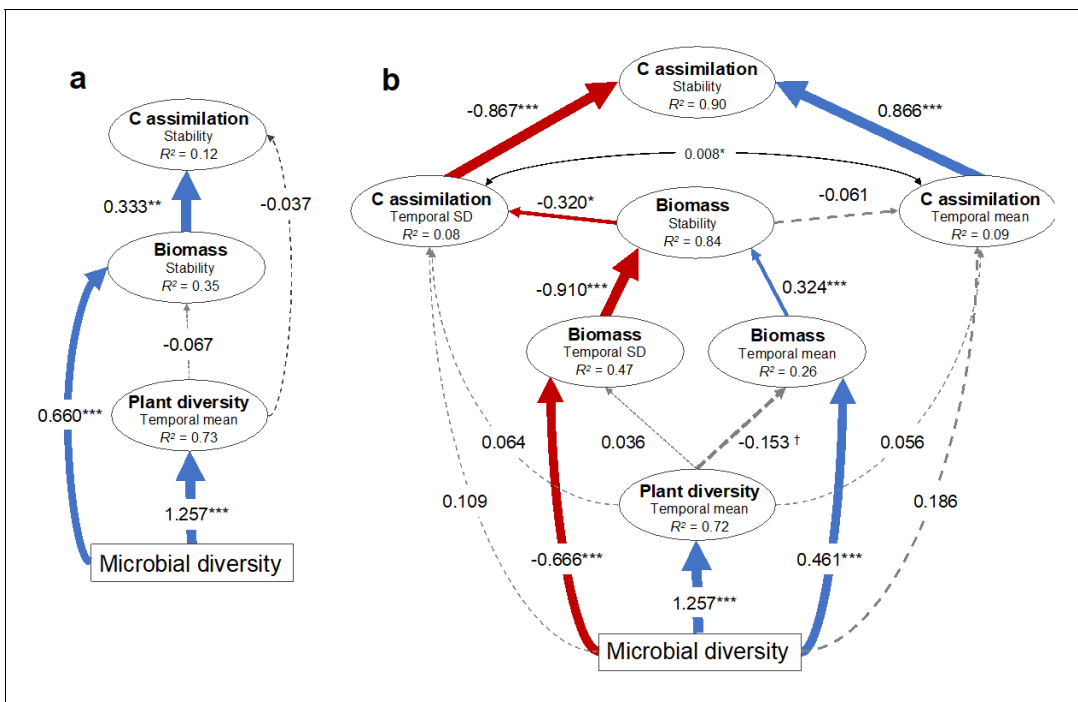 a
C assimilation
Stability
R² = 0.12
0.333**
-0.037
Biomass
Stability
R² = 0.35
-0.067
0.660***
Plant diversity
Temporal mean
R² = 0.73
1.257***
Microbial diversity
b
C assimilation
Stability
R² = 0.90
-0.867***
0.866***
0.008*
C assimilation
Temporal SD
R² = 0.08
-0.320*
Biomass
Stability
R² = 0.84
-0.061
C assimilation
Temporal mean
R² = 0.09
-0.910***
0.324***
Biomass
Temporal SD
R² = 0.47
Biomass
Temporal mean
R² = 0.26
0.064
0.036
-0.153 †
0.056
0.109
Plant diversity
Temporal mean
R² = 0.72
0.186
-0.666***
0.461***
1.257***
Microbial diversity